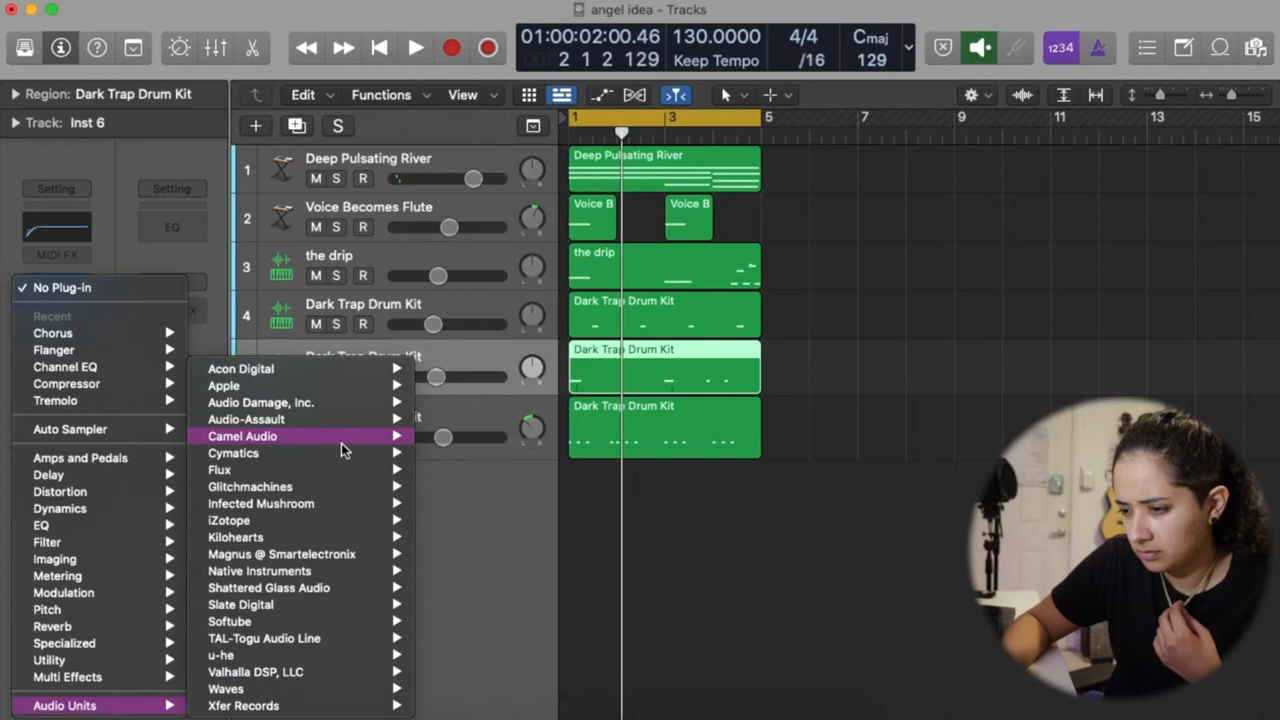 angel idea - Tracks
01:00:02:00.46
2 1 2 129
130.0000
Keep Tempo
4/4
/16
Cmaj
129
1234
Region: Dark Trap Drum Kit
Track: Inst 6
Edit
Functions
View
S
1
3
5
7
9
11
13
15
Setting
Setting
EQ
MIDI FX
1
Deep Pulsating River
M S R
Deep Pulsating River
2
Voice Becomes Flute
M S R
Voice B
Voice B
3
the drip
M S R
the drip
4
Dark Trap Drum Kit
M S R
Dark Trap Drum Kit
Dark Trap Drum Kit
Dark Trap Drum Kit
No Plug-in
Recent
Chorus
Flanger
Channel EQ
Compressor
Tremolo
Auto Sampler
Amps and Pedals
Delay
Distortion
Dynamics
EQ
Filter
Imaging
Metering
Modulation
Pitch
Reverb
Specialized
Utility
Multi Effects
Audio Units
Acon Digital
Apple
Audio Damage, Inc.
Audio-Assault
Camel Audio
Cymatics
Flux
Glitchmachines
Infected Mushroom
iZotope
Kilohearts
Magnus @ Smartelectronix
Native Instruments
Shattered Glass Audio
Slate Digital
Softube
TAL-Togu Audio Line
u-he
Valhalla DSP, LLC
Waves
Xfer Records